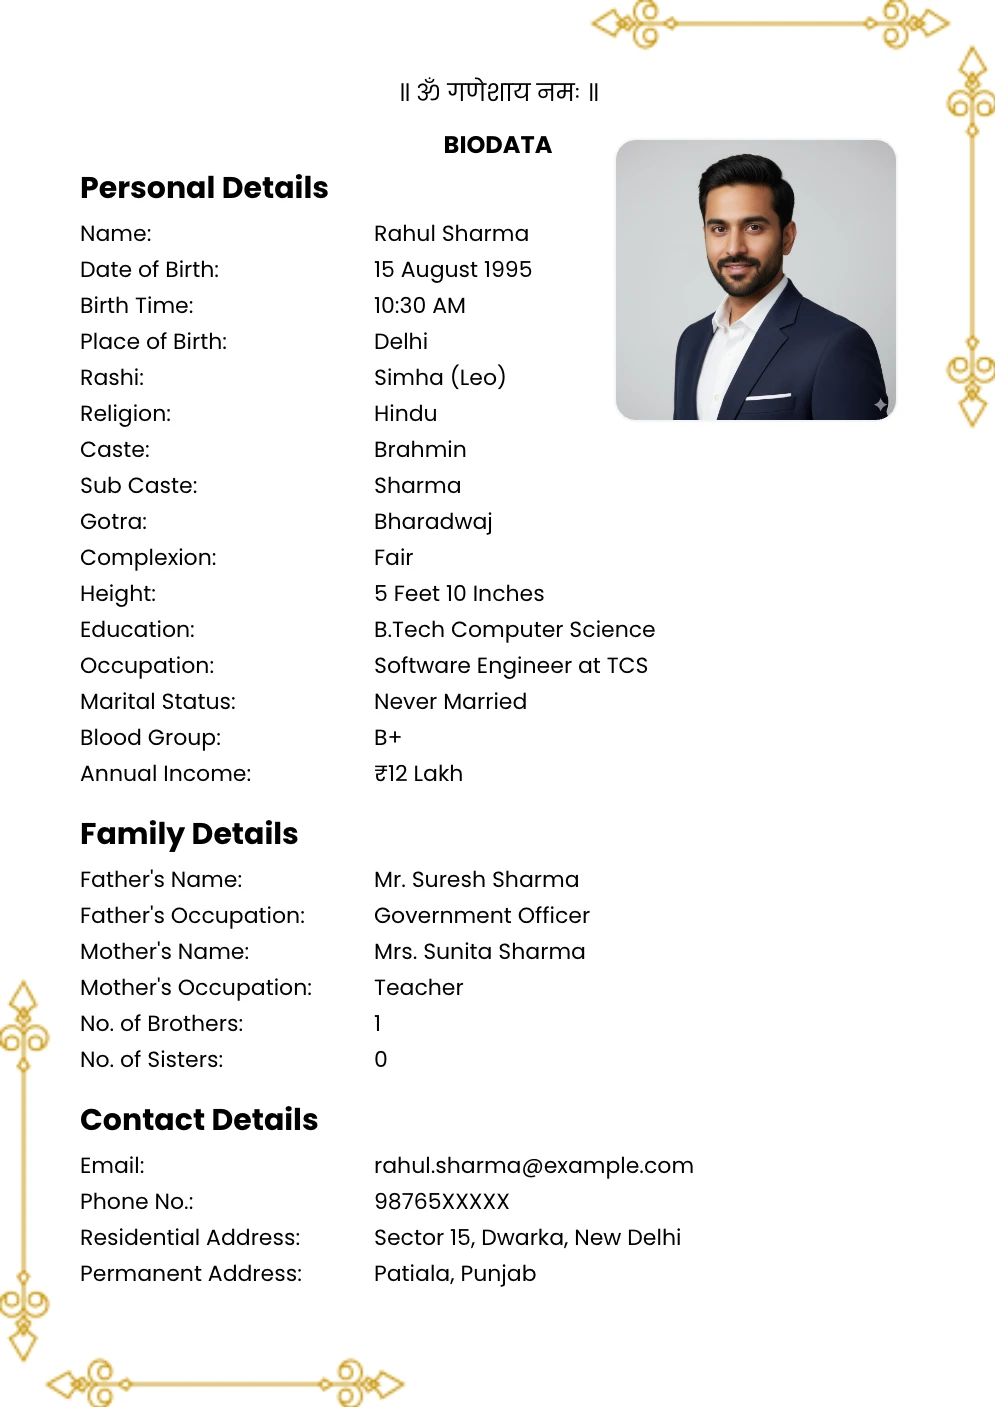 ॥ ॐ गणेशाय नमः ॥
BIODATA
Personal Details
Name: Rahul Sharma
Date of Birth: 15 August 1995
Birth Time: 10:30 AM
Place of Birth: Delhi
Rashi: Simha (Leo)
Religion: Hindu
Caste: Brahmin
Sub Caste: Sharma
Gotra: Bharadwaj
Complexion: Fair
Height: 5 Feet 10 Inches
Education: B.Tech Computer Science
Occupation: Software Engineer at TCS
Marital Status: Never Married
Blood Group: B+
Annual Income: ₹12 Lakh
Family Details
Father's Name: Mr. Suresh Sharma
Father's Occupation: Government Officer
Mother's Name: Mrs. Sunita Sharma
Mother's Occupation: Teacher
No. of Brothers: 1
No. of Sisters: 0
Contact Details
Email: rahul.sharma@example.com
Phone No.: 98765XXXXX
Residential Address: Sector 15, Dwarka, New Delhi
Permanent Address: Patiala, Punjab